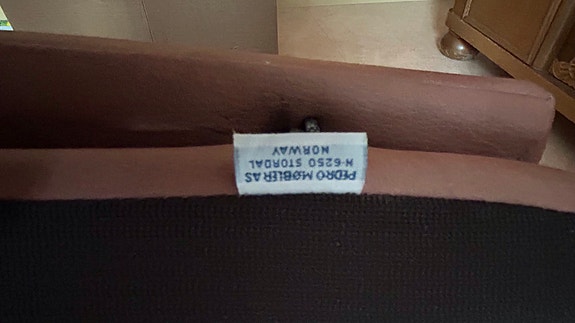 PEDRO MØBLER AS
N-6250 STORDAL
NORWAY